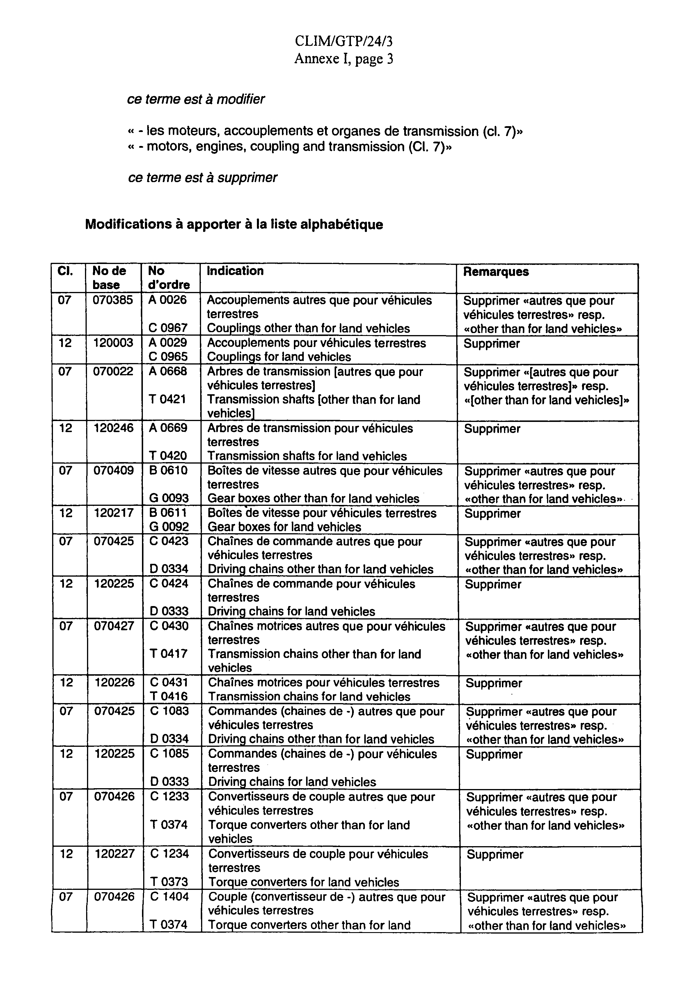 CLIM/GTP/24/3
Annexe I, page 3
ce terme est à modifier
« - les moteurs, accouplements et organes de transmission (cl. 7)»
« - motors, engines, coupling and transmission (Cl. 7)»
ce terme est à supprimer
Modifications à apporter à la liste alphabétique
Cl. No de No Indication Remarques
base d'ordre
07 070385 A 0026 Accouplements autres que pour véhicules Supprimer «autres que pour
terrestres véhicules terrestres» resp.
C 0967 Couplings other than for land vehicles «other than for land vehicles»
12 120003 A 0029 Accouplements pour véhicules terrestres Supprimer
C 0965 Couplings for land vehicles
07 070022 A 0668 Arbres de transmission [autres que pour Supprimer «[autres que pour
véhicules terrestres] véhicules terrestres]» resp.
T 0421 Transmission shafts [other than for land «[other than for land vehicles]»
vehicles]
12 120246 A 0669 Arbres de transmission pour véhicules Supprimer
terrestres
T 0420 Transmission shafts for land vehicles
07 070409 B 0610 Boîtes de vitesse autres que pour véhicules Supprimer «autres que pour
terrestres véhicules terrestres» resp.
G 0093 Gear boxes other than for land vehicles «other than for land vehicles»
12 120217 B 0611 Boîtes de vitesse pour véhicules terrestres Supprimer
G 0092 Gear boxes for land vehicles
07 070425 C 0423 Chaînes de commande autres que pour Supprimer «autres que pour
véhicules terrestres véhicules terrestres» resp.
D 0334 Driving chains other than for land vehicles «other than for land vehicles»
12 120225 C 0424 Chaînes de commande pour véhicules Supprimer
terrestres
D 0333 Driving chains for land vehicles
07 070427 C 0430 Chaînes motrices autres que pour véhicules Supprimer «autres que pour
terrestres véhicules terrestres» resp.
T 0417 Transmission chains other than for land «other than for land vehicles»
vehicles
12 120226 C 0431 Chaînes motrices pour véhicules terrestres Supprimer
T 0416 Transmission chains for land vehicles
07 070425 C 1083 Commandes (chaines de -) autres que pour Supprimer «autres que pour
véhicules terrestres véhicules terrestres» resp.
D 0334 Driving chains other than for land vehicles «other than for land vehicles»
12 120225 C 1085 Commandes (chaines de -) pour véhicules Supprimer
terrestres
D 0333 Driving chains for land vehicles
07 070426 C 1233 Convertisseurs de couple autres que pour Supprimer «autres que pour
véhicules terrestres véhicules terrestres» resp.
T 0374 Torque converters other than for land «other than for land vehicles»
vehicles
12 120227 C 1234 Convertisseurs de couple pour véhicules Supprimer
terrestres
T 0373 Torque converters for land vehicles
07 070426 C 1404 Couple (convertisseur de -) autres que pour Supprimer «autres que pour
véhicules terrestres véhicules terrestres» resp.
T 0374 Torque converters other than for land «other than for land vehicles»